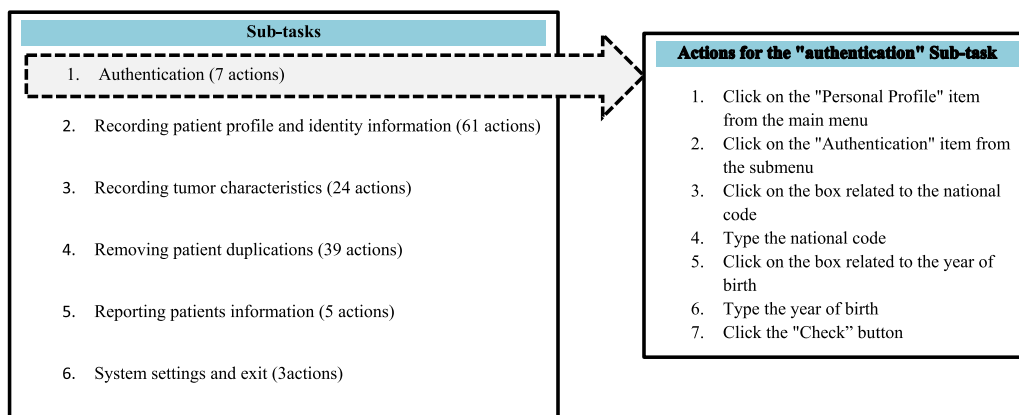 Sub-tasks
1. Authentication (7 actions)
2. Recording patient profile and identity information (61 actions)
3. Recording tumor characteristics (24 actions)
4. Removing patient duplications (39 actions)
5. Reporting patients information (5 actions)
6. System settings and exit (3actions)
Actions for the "authentication" Sub-task
1. Click on the "Personal Profile" item
from the main menu
2. Click on the "Authentication" item from
the submenu
3. Click on the box related to the national
code
4. Type the national code
5. Click on the box related to the year of
birth
6. Type the year of birth
7. Click the "Check” button